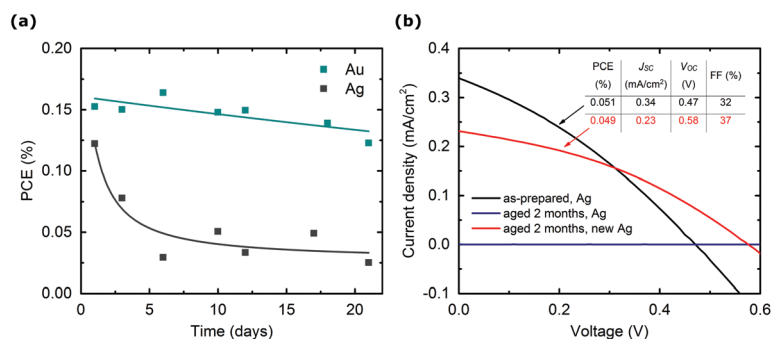 (a)
0.20
0.15
0.10
0.05
0.00
PCE (%)
0 5 10 15 20
Time (days)
Au
Ag
(b)
0.4
0.3
0.2
0.1
0.0
-0.1
Current density (mA/cm²)
0.0 0.2 0.4 0.6
Voltage (V)
PCE JSC VOC FF (%)
(%) (mA/cm²) (V)
0.051 0.34 0.47 32
0.049 0.23 0.58 37
as-prepared, Ag
aged 2 months, Ag
aged 2 months, new Ag